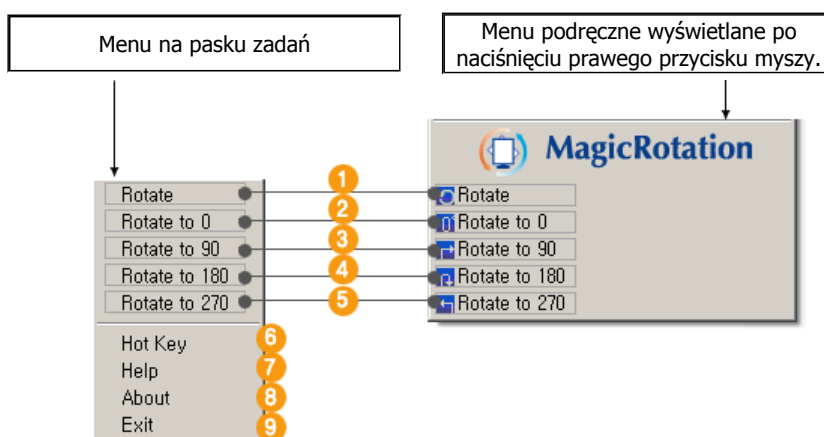 Menu na pasku zadań
Menu podręczne wyświetlane po
naciśnięciu prawego przycisku myszy.
MagicRotation
Rotate
1
Rotate
Rotate to 0
2
Rotate to 0
Rotate to 90
3
Rotate to 90
Rotate to 180
4
Rotate to 180
Rotate to 270
5
Rotate to 270
Hot Key
6
Help
7
About
8
Exit
9